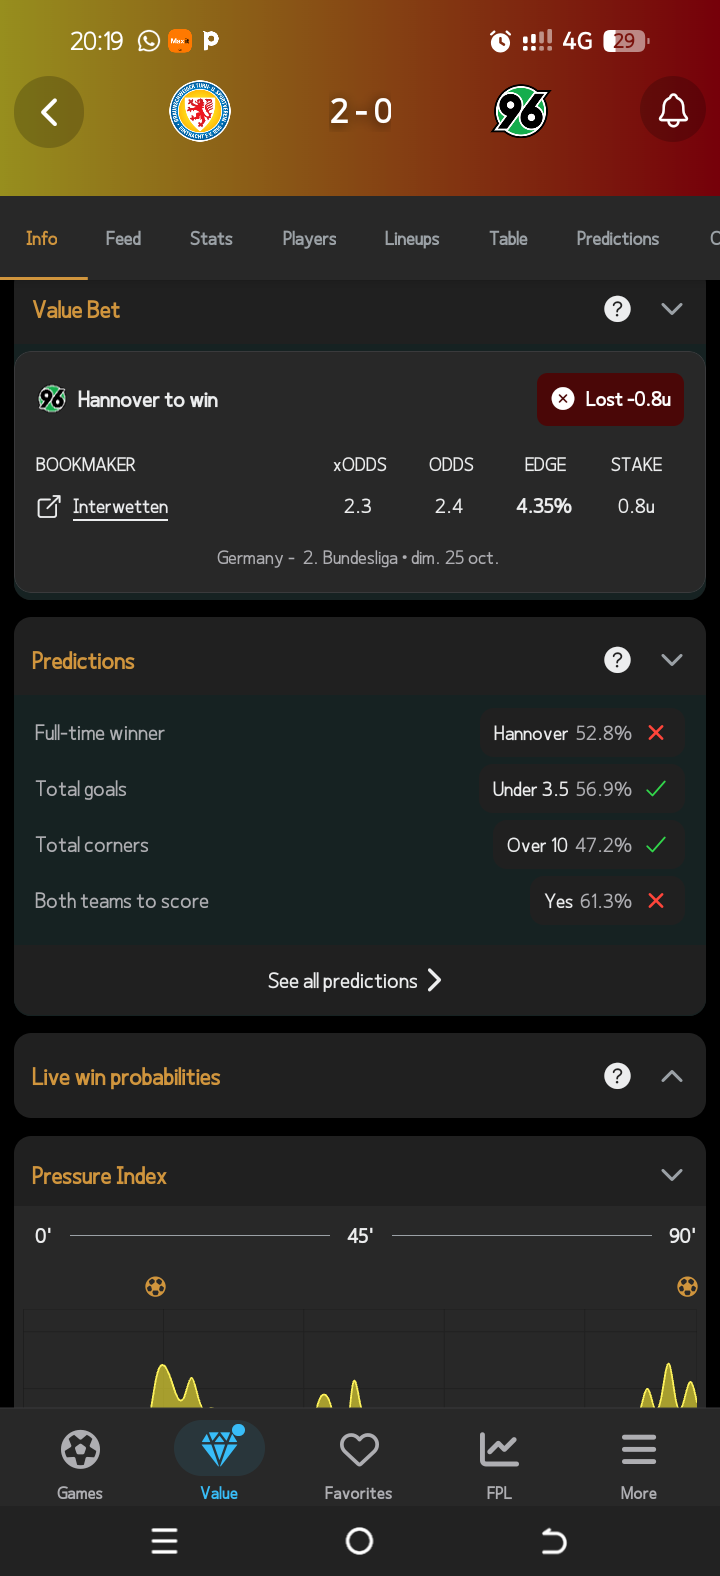 20:19
4G
29
2 - 0
96
Info Feed Stats Players Lineups Table Predictions
Value Bet
?
96 Hannover to win
Lost -0.8u
BOOKMAKER xODDS ODDS EDGE STAKE
Interwetten 2.3 2.4 4.35% 0.8u
Germany - 2. Bundesliga • dim. 25 oct.
Predictions
?
Full-time winner Hannover 52.8%
Total goals Under 3.5 56.9%
Total corners Over 10 47.2%
Both teams to score Yes 61.3%
See all predictions
Live win probabilities
?
Pressure Index
0' 45' 90'
Games Value Favorites FPL More